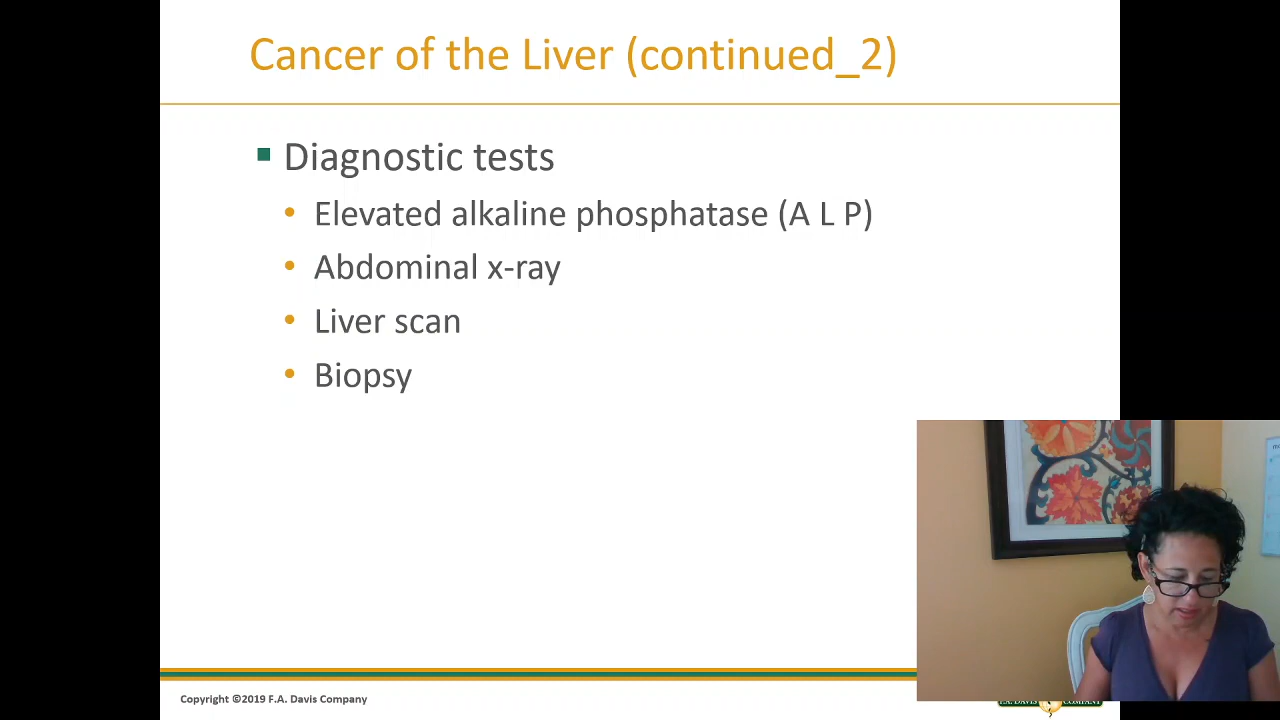 Cancer of the Liver (continued_2)
Diagnostic tests
Elevated alkaline phosphatase (A L P)
Abdominal x-ray
Liver scan
Biopsy
Copyright ©2019 F.A. Davis Company